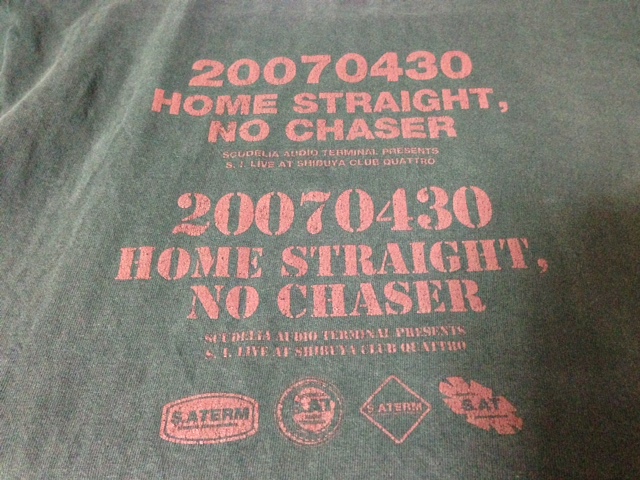 20070430
HOME STRAIGHT,
NO CHASER
SCUDELIA AUDIO TERMINAL PRESENTS
S. I. LIVE AT SHIBUYA CLUB QUATTRO
20070430
HOME STRAIGHT,
NO CHASER
SCUDELIA AUDIO TERMINAL PRESENTS
S. I. LIVE AT SHIBUYA CLUB QUATTRO
S.ATERM
S.AT
S.ATERM
S.AT